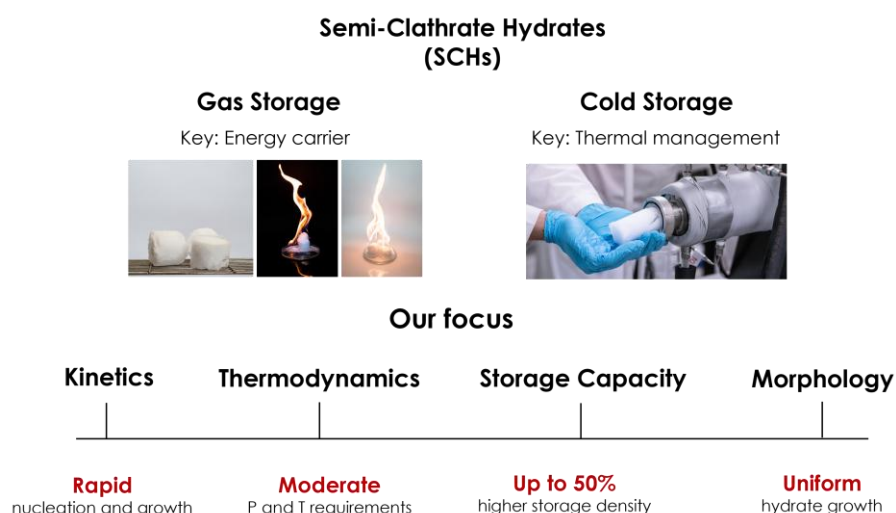 Semi-Clathrate Hydrates
(SCHs)
Gas Storage
Key: Energy carrier
Cold Storage
Key: Thermal management
Our focus
Kinetics
Thermodynamics
Storage Capacity
Morphology
Rapid
nucleation and growth
Moderate
P and T requirements
Up to 50%
higher storage density
Uniform
hydrate growth